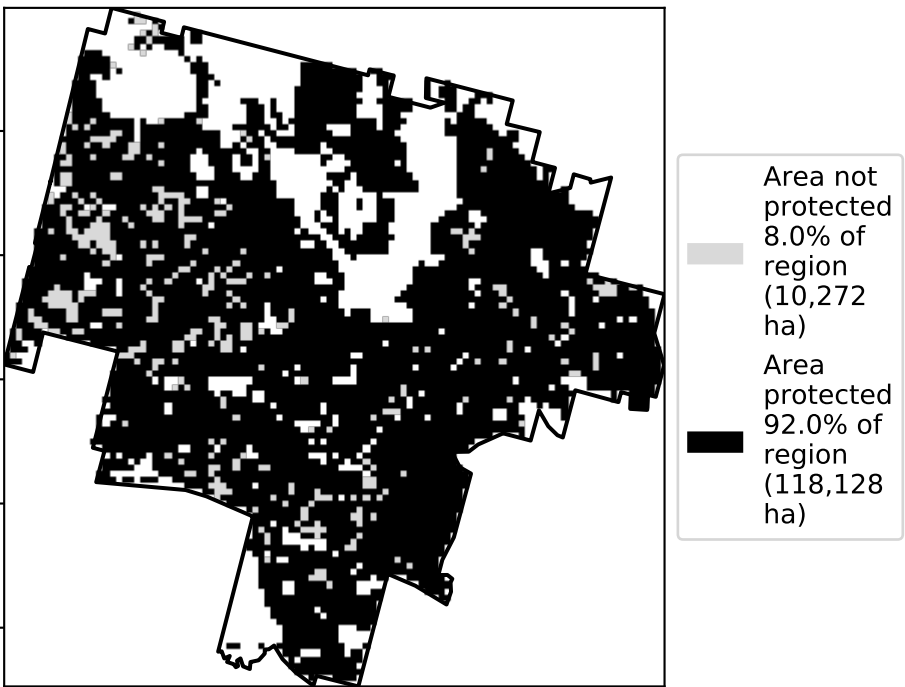 Area not
protected
8.0% of
region
(10,272
ha)
Area
protected
92.0% of
region
(118,128
ha)